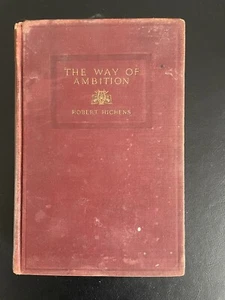 THE WAY OF
AMBITION
ROBERT HICHENS